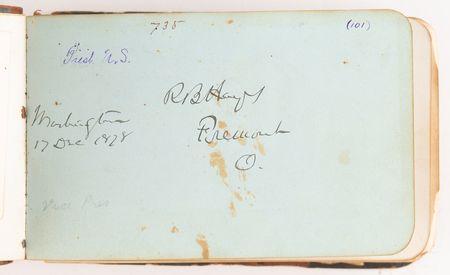 735
(101)
Prest. U.S.
R B Hayes
Fremont
O.
Washington
17 Dec 1878
Vice Pres